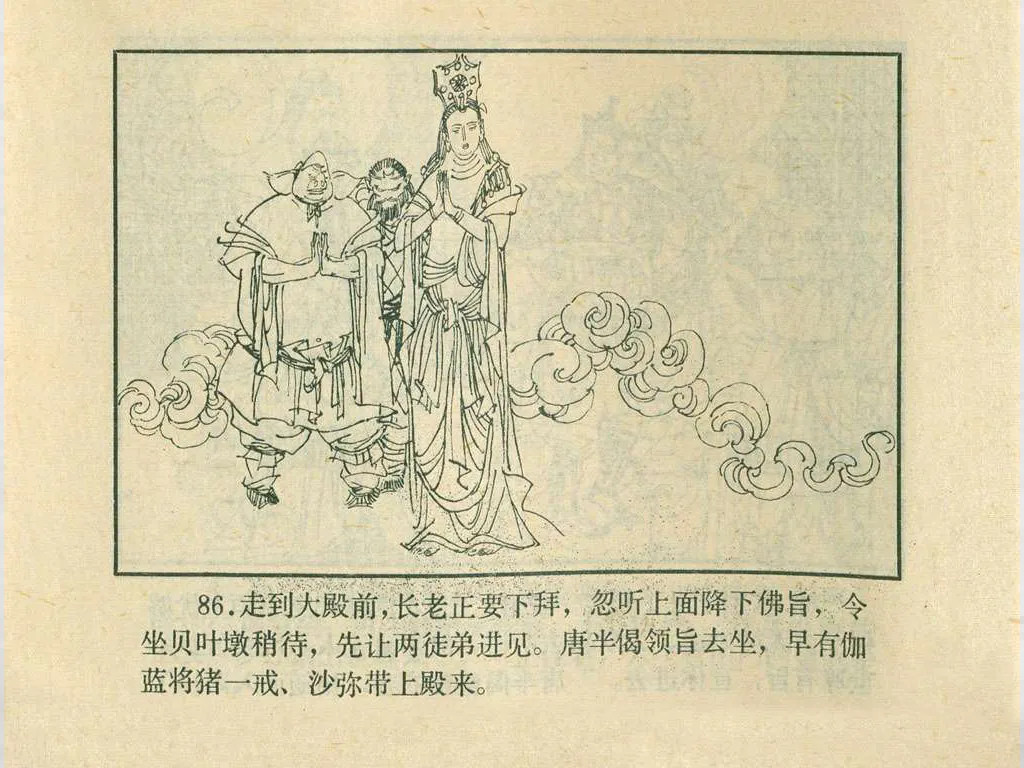 86.走到大殿前，长老正要下拜，忽听上面降下佛旨，令
坐贝叶墩稍待，先让两徒弟进见。唐半偈领旨去坐，早有伽
蓝将猪一戒、沙弥带上殿来。